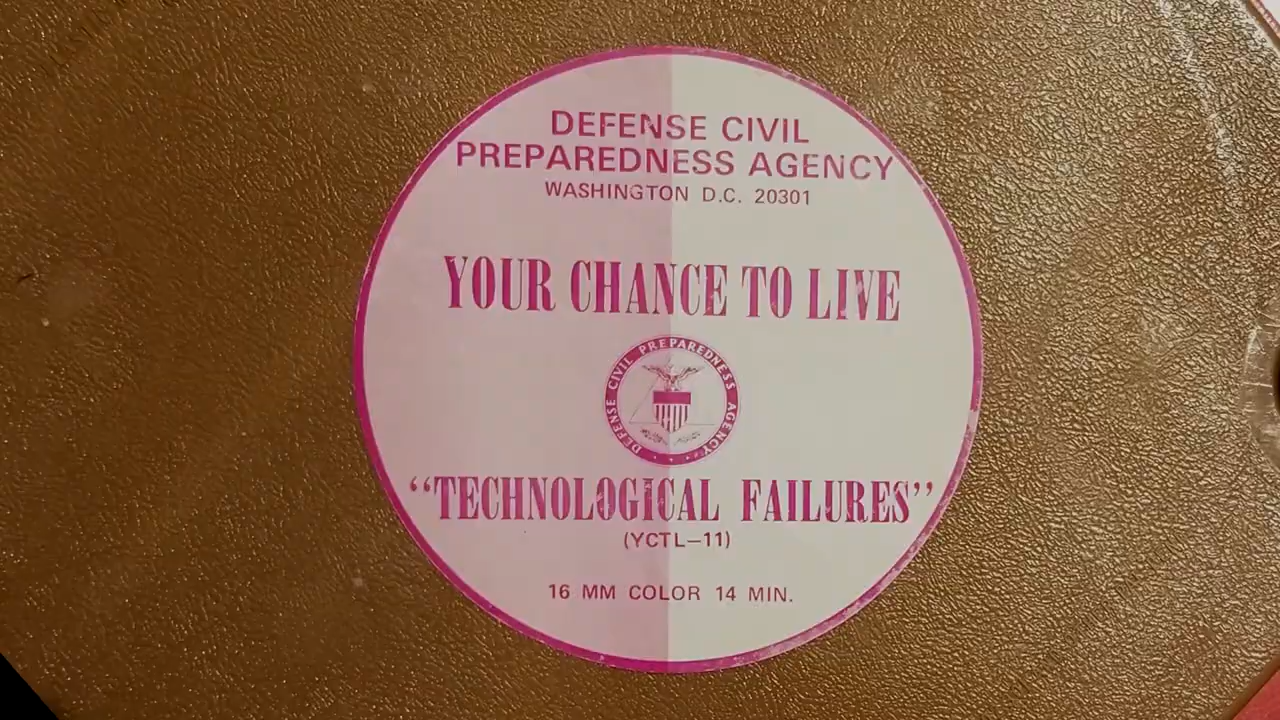 DEFENSE CIVIL
PREPAREDNESS AGENCY
WASHINGTON D.C. 20301
YOUR CHANCE TO LIVE
DEFENSE CIVIL PREPAREDNESS AGENCY
“TECHNOLOGICAL FAILURES”
(YCTL–11)
16 MM COLOR 14 MIN.